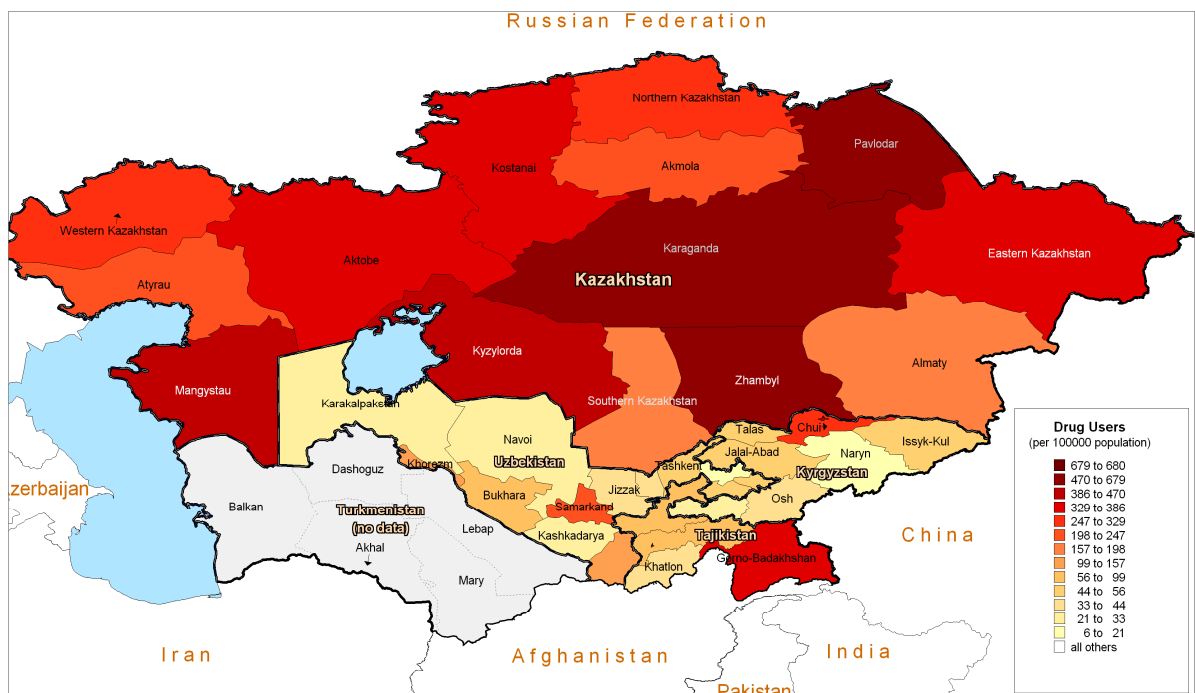 Russian Federation
Northern Kazakhstan
Pavlodar
Kostanai
Akmola
Western Kazakhstan
Karaganda
Aktobe
Eastern Kazakhstan
Kazakhstan
Atyrau
Kyzylorda
Almaty
Mangystau
Zhambyl
Southern Kazakhstan
Karakalpakstan
Chui
Talas
Navoi
Issyk-Kul
Jalal-Abad
Naryn
Uzbekistan
Khorezm
Tashkent
Kyrgyzstan
Dashoguz
zerbaijan
Bukhara
Jizzak
Osh
Balkan
Turkmenistan
(no data)
Samarkand
Lebap
Kashkadarya
Tajikistan
China
Akhal
Gorno-Badakhshan
Khatlon
Mary
Iran
Afghanistan
India
Pakistan
Drug Users
(per 100000 population)
679 to 680
470 to 679
386 to 470
329 to 386
247 to 329
198 to 247
157 to 198
99 to 157
56 to 99
44 to 56
33 to 44
21 to 33
6 to 21
all others